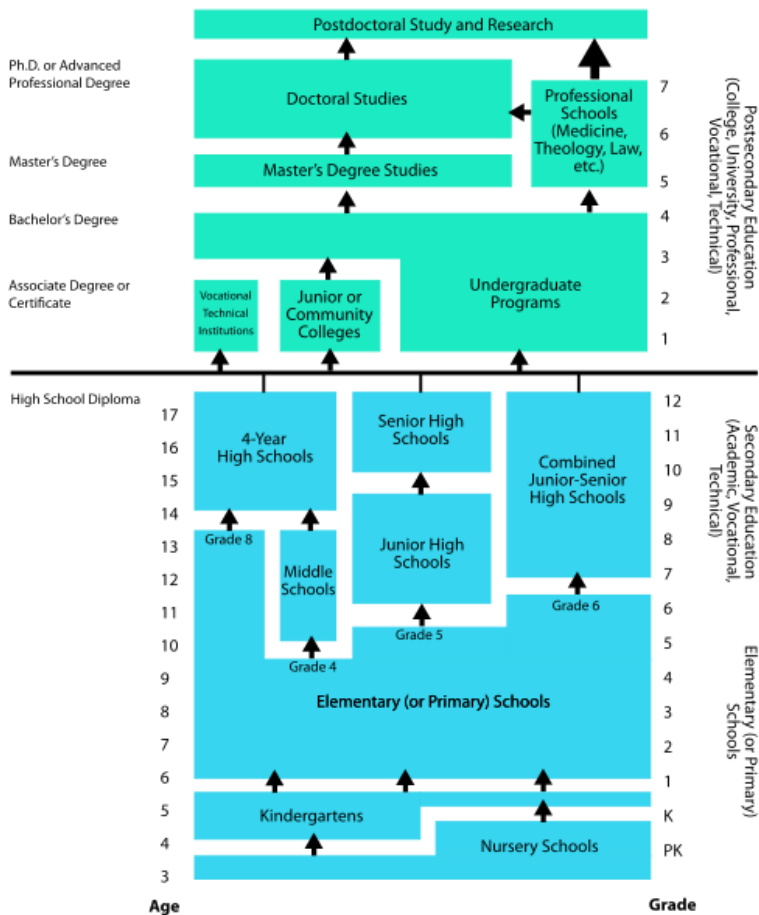 Postdoctoral Study and Research
Ph.D. or Advanced
Professional Degree
Doctoral Studies
Professional
Schools
(Medicine,
Theology, Law,
etc.)
7
6
5
Master's Degree
Master's Degree Studies
Bachelor's Degree
4
3
2
1
Associate Degree or
Certificate
Vocational
Technical
Institutions
Junior or
Community
Colleges
Undergraduate
Programs
Postsecondary Education
(College, University, Professional,
Vocational, Technical)
High School Diploma
17
16
15
14
13
12
11
10
9
8
7
6
5
4
3
Age
4-Year
High Schools
Senior High
Schools
Combined
Junior-Senior
High Schools
Grade 8
Middle
Schools
Junior High
Schools
Grade 6
Grade 5
Grade 4
Elementary (or Primary) Schools
Kindergartens
Nursery Schools
12
11
10
9
8
7
6
5
4
3
2
1
K
PK
Grade
Secondary Education
(Academic, Vocational,
Technical)
Elementary (or Primary)
Schools